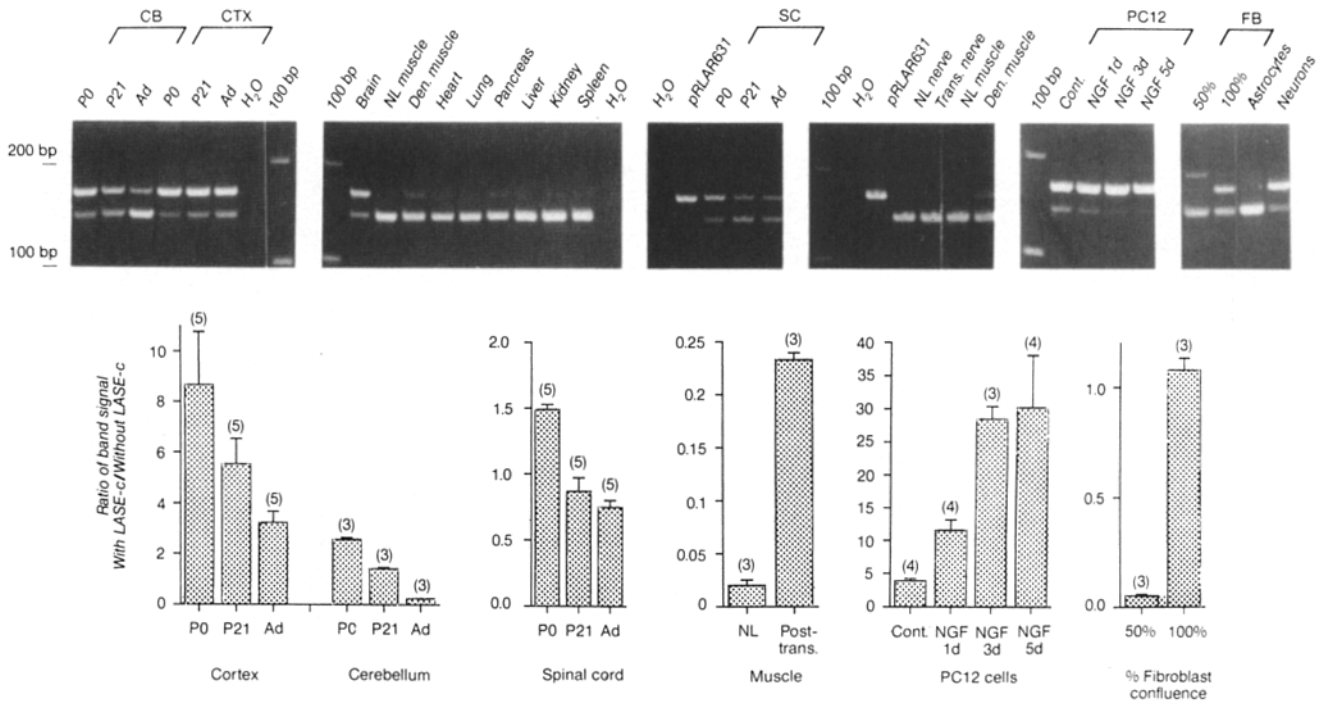 CB CTX SC PC12 FB
P0 P21 Ad P0 P21 Ad H2O 100 bp
100 bp Brain NL muscle Den. muscle Heart Lung Pancreas Liver Kidney Spleen H2O
H2O pRLAR631 P0 P21 Ad
100 bp H2O pRLAR631 NL nerve Trans. nerve NL muscle Den. muscle
100 bp Cont. NGF 1d NGF 3d NGF 5d
50% 100% Astrocytes Neurons
200 bp
100 bp
Ratio of band signal
With LASE-c/Without LASE-c
10
8
6
4
2
0
(5) (5) (5) (3) (3) (3)
P0 P21 Ad P0 P21 Ad
Cortex Cerebellum
2.0
1.5
1.0
0.5
0.0
(5) (5) (5)
P0 P21 Ad
Spinal cord
0.25
0.2
0.15
0.1
0.05
0
(3) (3)
NL Post-
trans.
Muscle
40
35
30
25
20
15
10
5
0
(4) (4) (3) (4)
Cont. NGF NGF NGF
1d 3d 5d
PC12 cells
1.0
0.5
0.0
(3) (3)
50% 100%
% Fibroblast
confluence